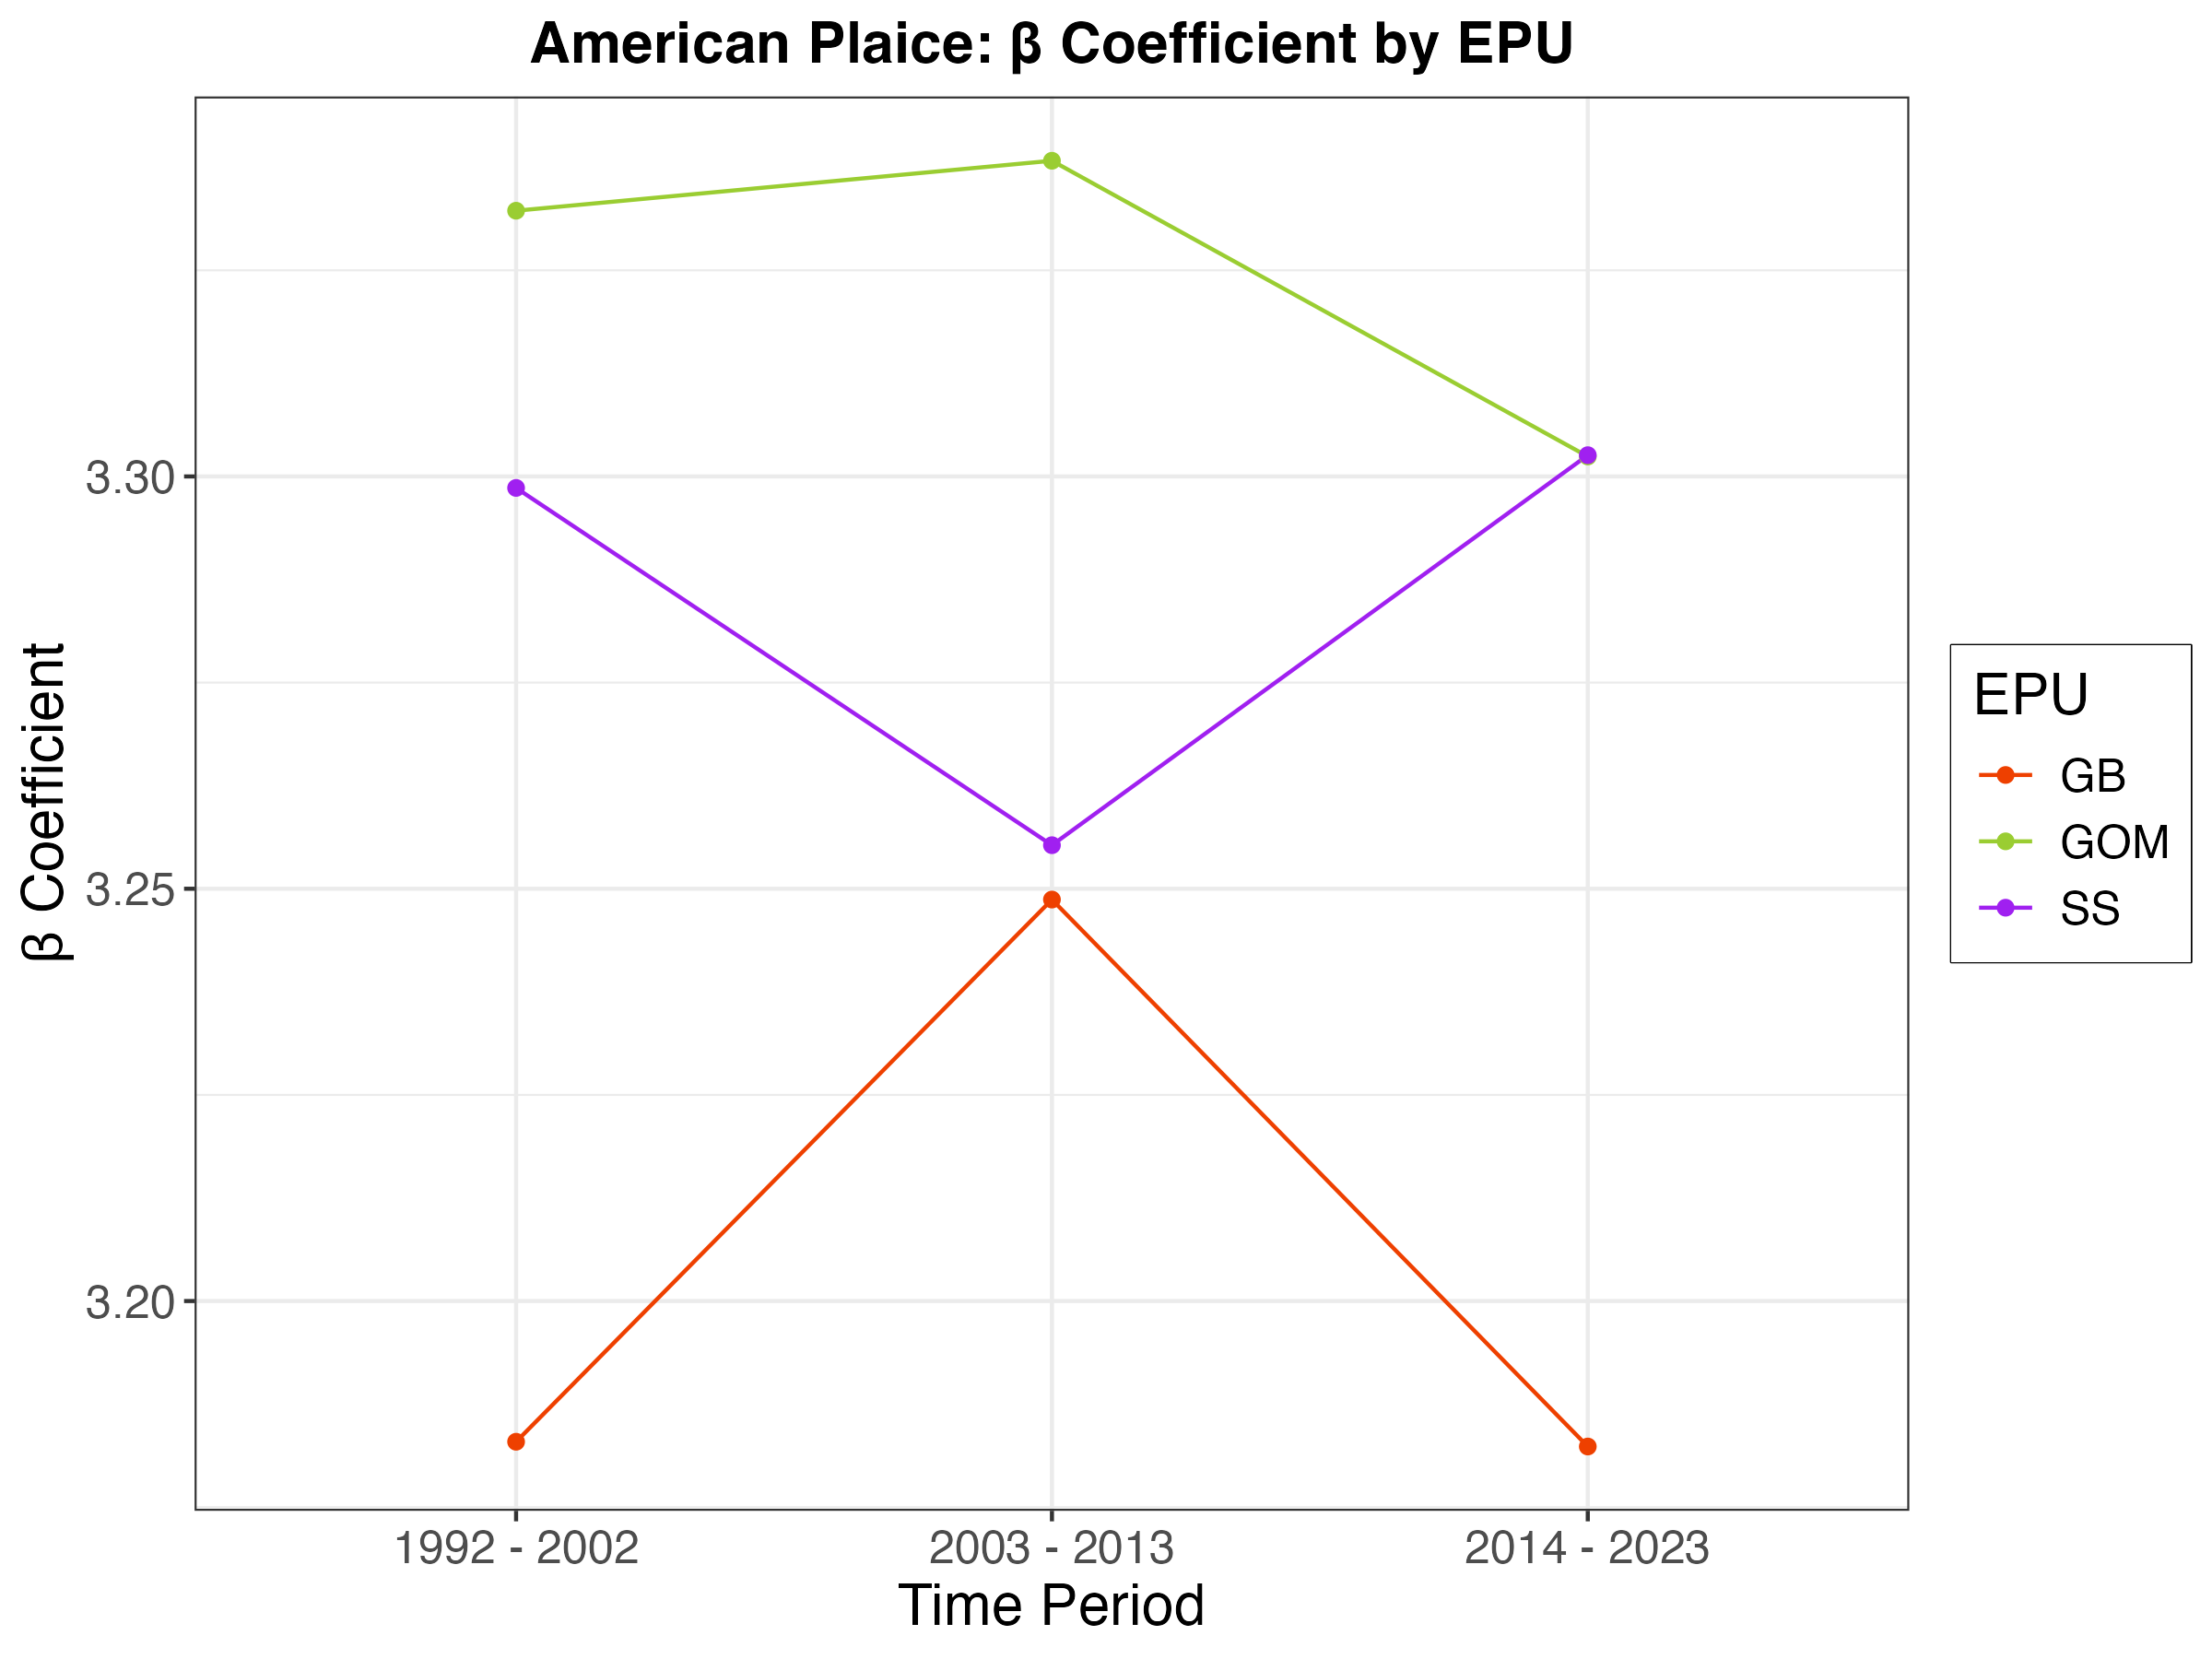 American Plaice: β Coefficient by EPU
β Coefficient
3.30
3.25
3.20
1992 - 2002
2003 - 2013
2014 - 2023
Time Period
EPU
GB
GOM
SS